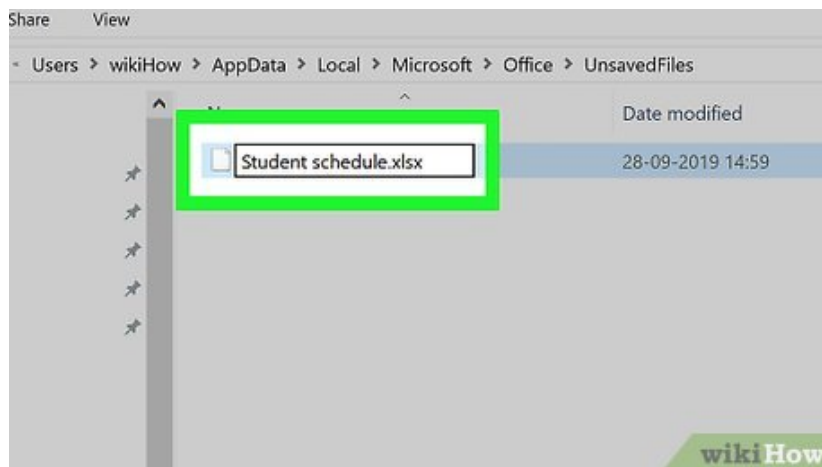 Share View
Users > wikiHow > AppData > Local > Microsoft > Office > UnsavedFiles
Date modified
Student schedule.xlsx 28-09-2019 14:59
wikiHow